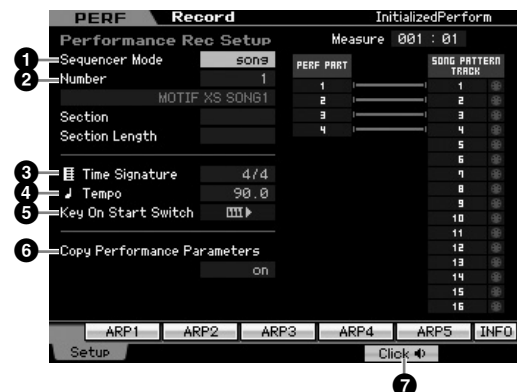 PERF Record InitializedPerform
Performance Rec Setup Measure 001 : 01
1 Sequencer Mode song
2 Number 1
MOTIF XS SONG1
Section
Section Length
3 Time Signature 4/4
4 Tempo 90.0
5 Key On Start Switch
6 Copy Performance Parameters
on
PERF PART SONG PATTERN TRACK
1 1
2 2
3 3
4 4
5
6
7
8
9
10
11
12
13
14
15
16
ARP1 ARP2 ARP3 ARP4 ARP5 INFO
Setup Click
7